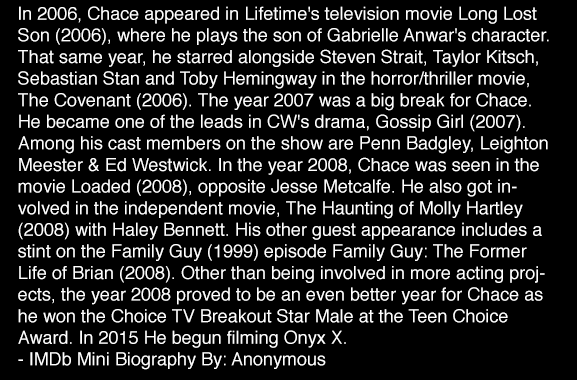 In 2006, Chace appeared in Lifetime's television movie Long Lost
Son (2006), where he plays the son of Gabrielle Anwar's character.
That same year, he starred alongside Steven Strait, Taylor Kitsch,
Sebastian Stan and Toby Hemingway in the horror/thriller movie,
The Covenant (2006). The year 2007 was a big break for Chace.
He became one of the leads in CW's drama, Gossip Girl (2007).
Among his cast members on the show are Penn Badgley, Leighton
Meester & Ed Westwick. In the year 2008, Chace was seen in the
movie Loaded (2008), opposite Jesse Metcalfe. He also got in-
volved in the independent movie, The Haunting of Molly Hartley
(2008) with Haley Bennett. His other guest appearance includes a
stint on the Family Guy (1999) episode Family Guy: The Former
Life of Brian (2008). Other than being involved in more acting proj-
ects, the year 2008 proved to be an even better year for Chace as
he won the Choice TV Breakout Star Male at the Teen Choice
Award. In 2015 He begun filming Onyx X.
- IMDb Mini Biography By: Anonymous